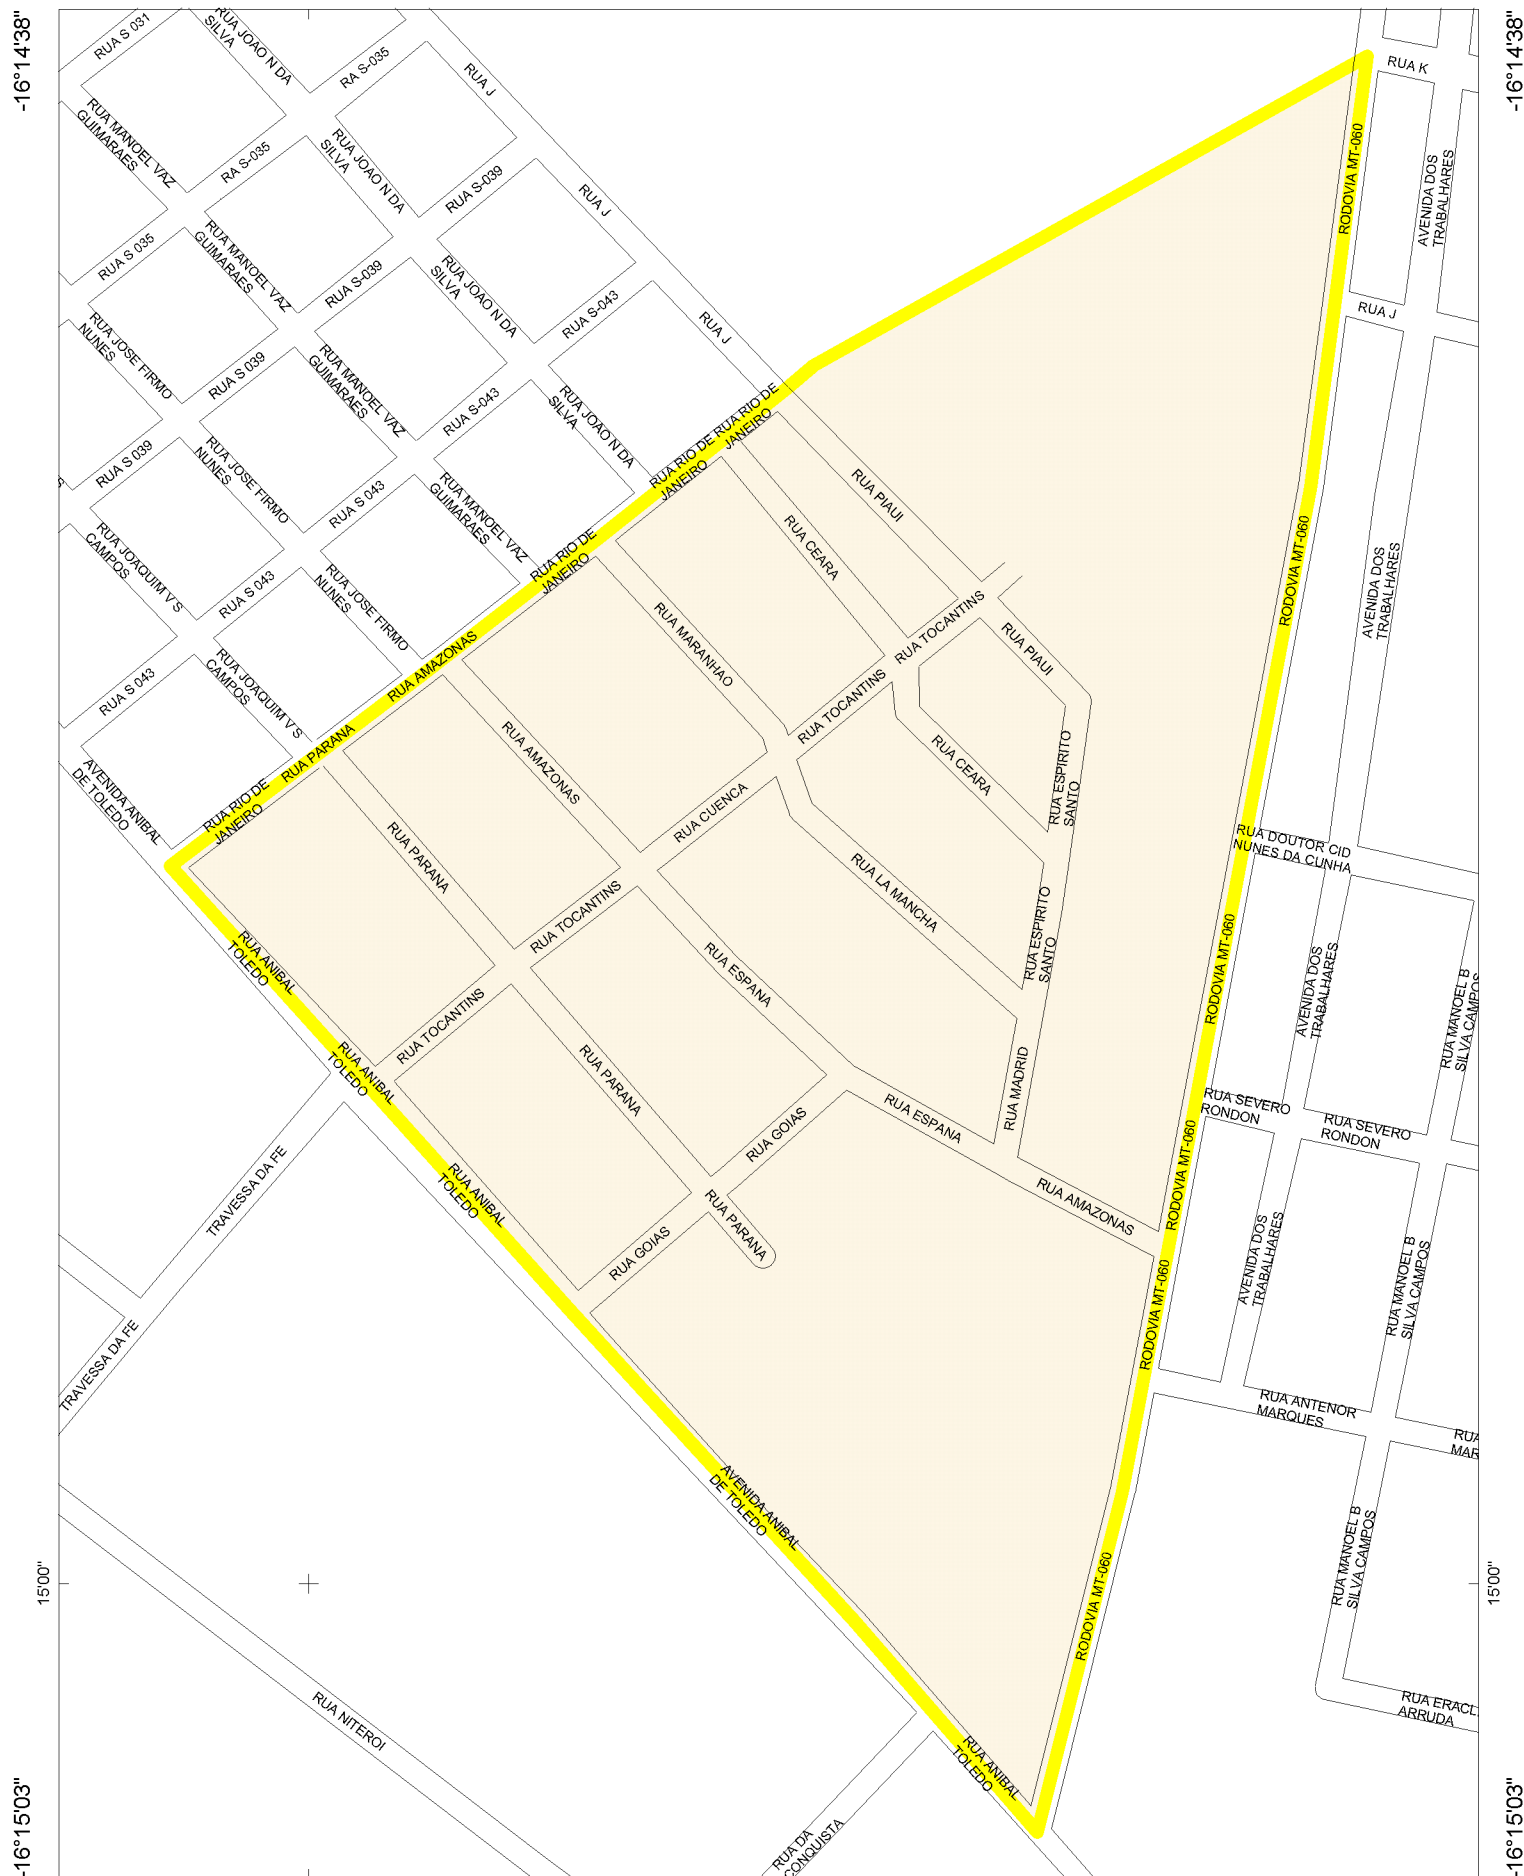 -16°14'38"
-16°14'38"
RUA S 031
RUA JOAO N DA
SILVA
RA S-035
RUA J
RUA K
RUA MANOEL VAZ
GUIMARAES
RA S-035
RUA JOAO N DA
SILVA
RUA S-039
RUA J
RODOVIA MT-060
AVENIDA DOS
TRABALHARES
RUA S 035
RUA MANOEL VAZ
GUIMARAES
RUA S-039
RUA JOAO N DA
SILVA
RUA S-043
RUA J
RUA J
RUA JOSE FIRMO
NUNES
RUA S 039
RUA MANOEL VAZ
GUIMARAES
RUA S-043
RUA JOAO N DA
SILVA
RUA RIO DE
JANEIRO
RUA RIO DE
JANEIRO
RUA S 039
RUA JOSE FIRMO
NUNES
RUA S 043
RUA MANOEL VAZ
GUIMARAES
RUA RIO DE
JANEIRO
RUA PIAUI
RUA CEARA
RODOVIA MT-060
AVENIDA DOS
TRABALHARES
RUA JOAQUIM V S
CAMPOS
RUA S 043
RUA JOSE FIRMO
NUNES
RUA AMAZONAS
RUA MARANHAO
RUA TOCANTINS
RUA PIAUI
RUA S 043
RUA JOAQUIM V S
CAMPOS
RUA PARANA
RUA AMAZONAS
RUA TOCANTINS
RUA CEARA
RUA ESPIRITO
SANTO
AVENIDA ANIBAL
DE TOLEDO
RUA RIO DE
JANEIRO
RUA PARANA
RUA CUENCA
RUA LA MANCHA
RUA DOUTOR CID
NUNES DA CUNHA
RUA TOCANTINS
RUA ESPIRITO
SANTO
RUA ANIBAL
TOLEDO
RUA ESPANA
RODOVIA MT-060
AVENIDA DOS
TRABALHARES
RUA MANOEL B
SILVA CAMPOS
RUA TOCANTINS
RUA ANIBAL
TOLEDO
RUA PARANA
RUA MADRID
RUA SEVERO
RONDON
RUA SEVERO
RONDON
RUA GOIAS
RUA ESPANA
TRAVESSA DA FE
RUA ANIBAL
TOLEDO
RUA PARANA
RUA AMAZONAS
RODOVIA MT-060
RUA GOIAS
AVENIDA DOS
TRABALHARES
RUA MANOEL B
SILVA CAMPOS
RODOVIA MT-060
TRAVESSA DA FE
RUA ANTENOR
MARQUES
RUA
MAR
AVENIDA ANIBAL
DE TOLEDO
RODOVIA MT-060
RUA MANOEL B
SILVA CAMPOS
15'00"
15'00"
RUA NITEROI
RUA ERACL
ARRUDA
RUA ANIBAL
TOLEDO
RUA DA
CONQUISTA
-16°15'03"
-16°15'03"